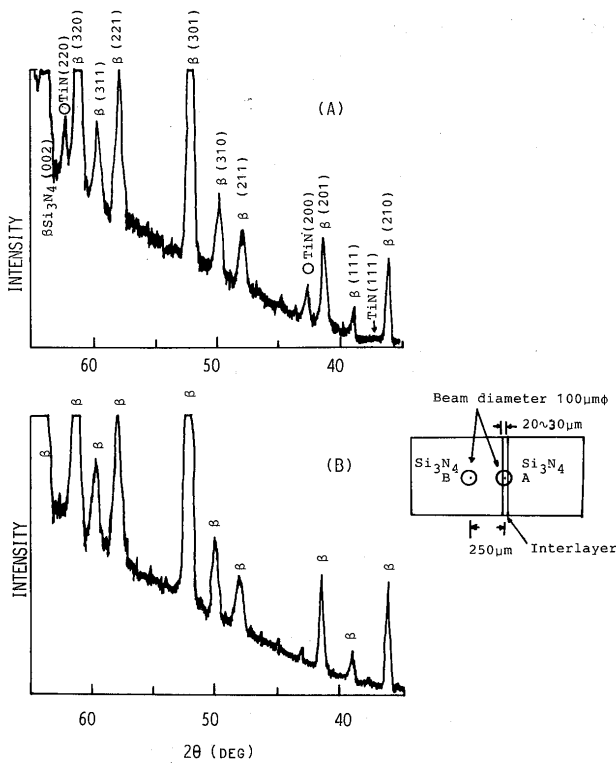 (A)
βSi3N4 (002)
○TiN(220)
β (320)
β (311)
β (221)
β (301)
β (310)
β (211)
○TiN(200)
β (201)
β (111)
TiN(111)
β (210)
INTENSITY
60
50
40
(B)
β
β
β
β
β
β
β
β
β
INTENSITY
60
50
40
2θ (DEG)
Beam diameter 100μmφ
20~30μm
Si3N4
B
Si3N4
A
250μm
Interlayer